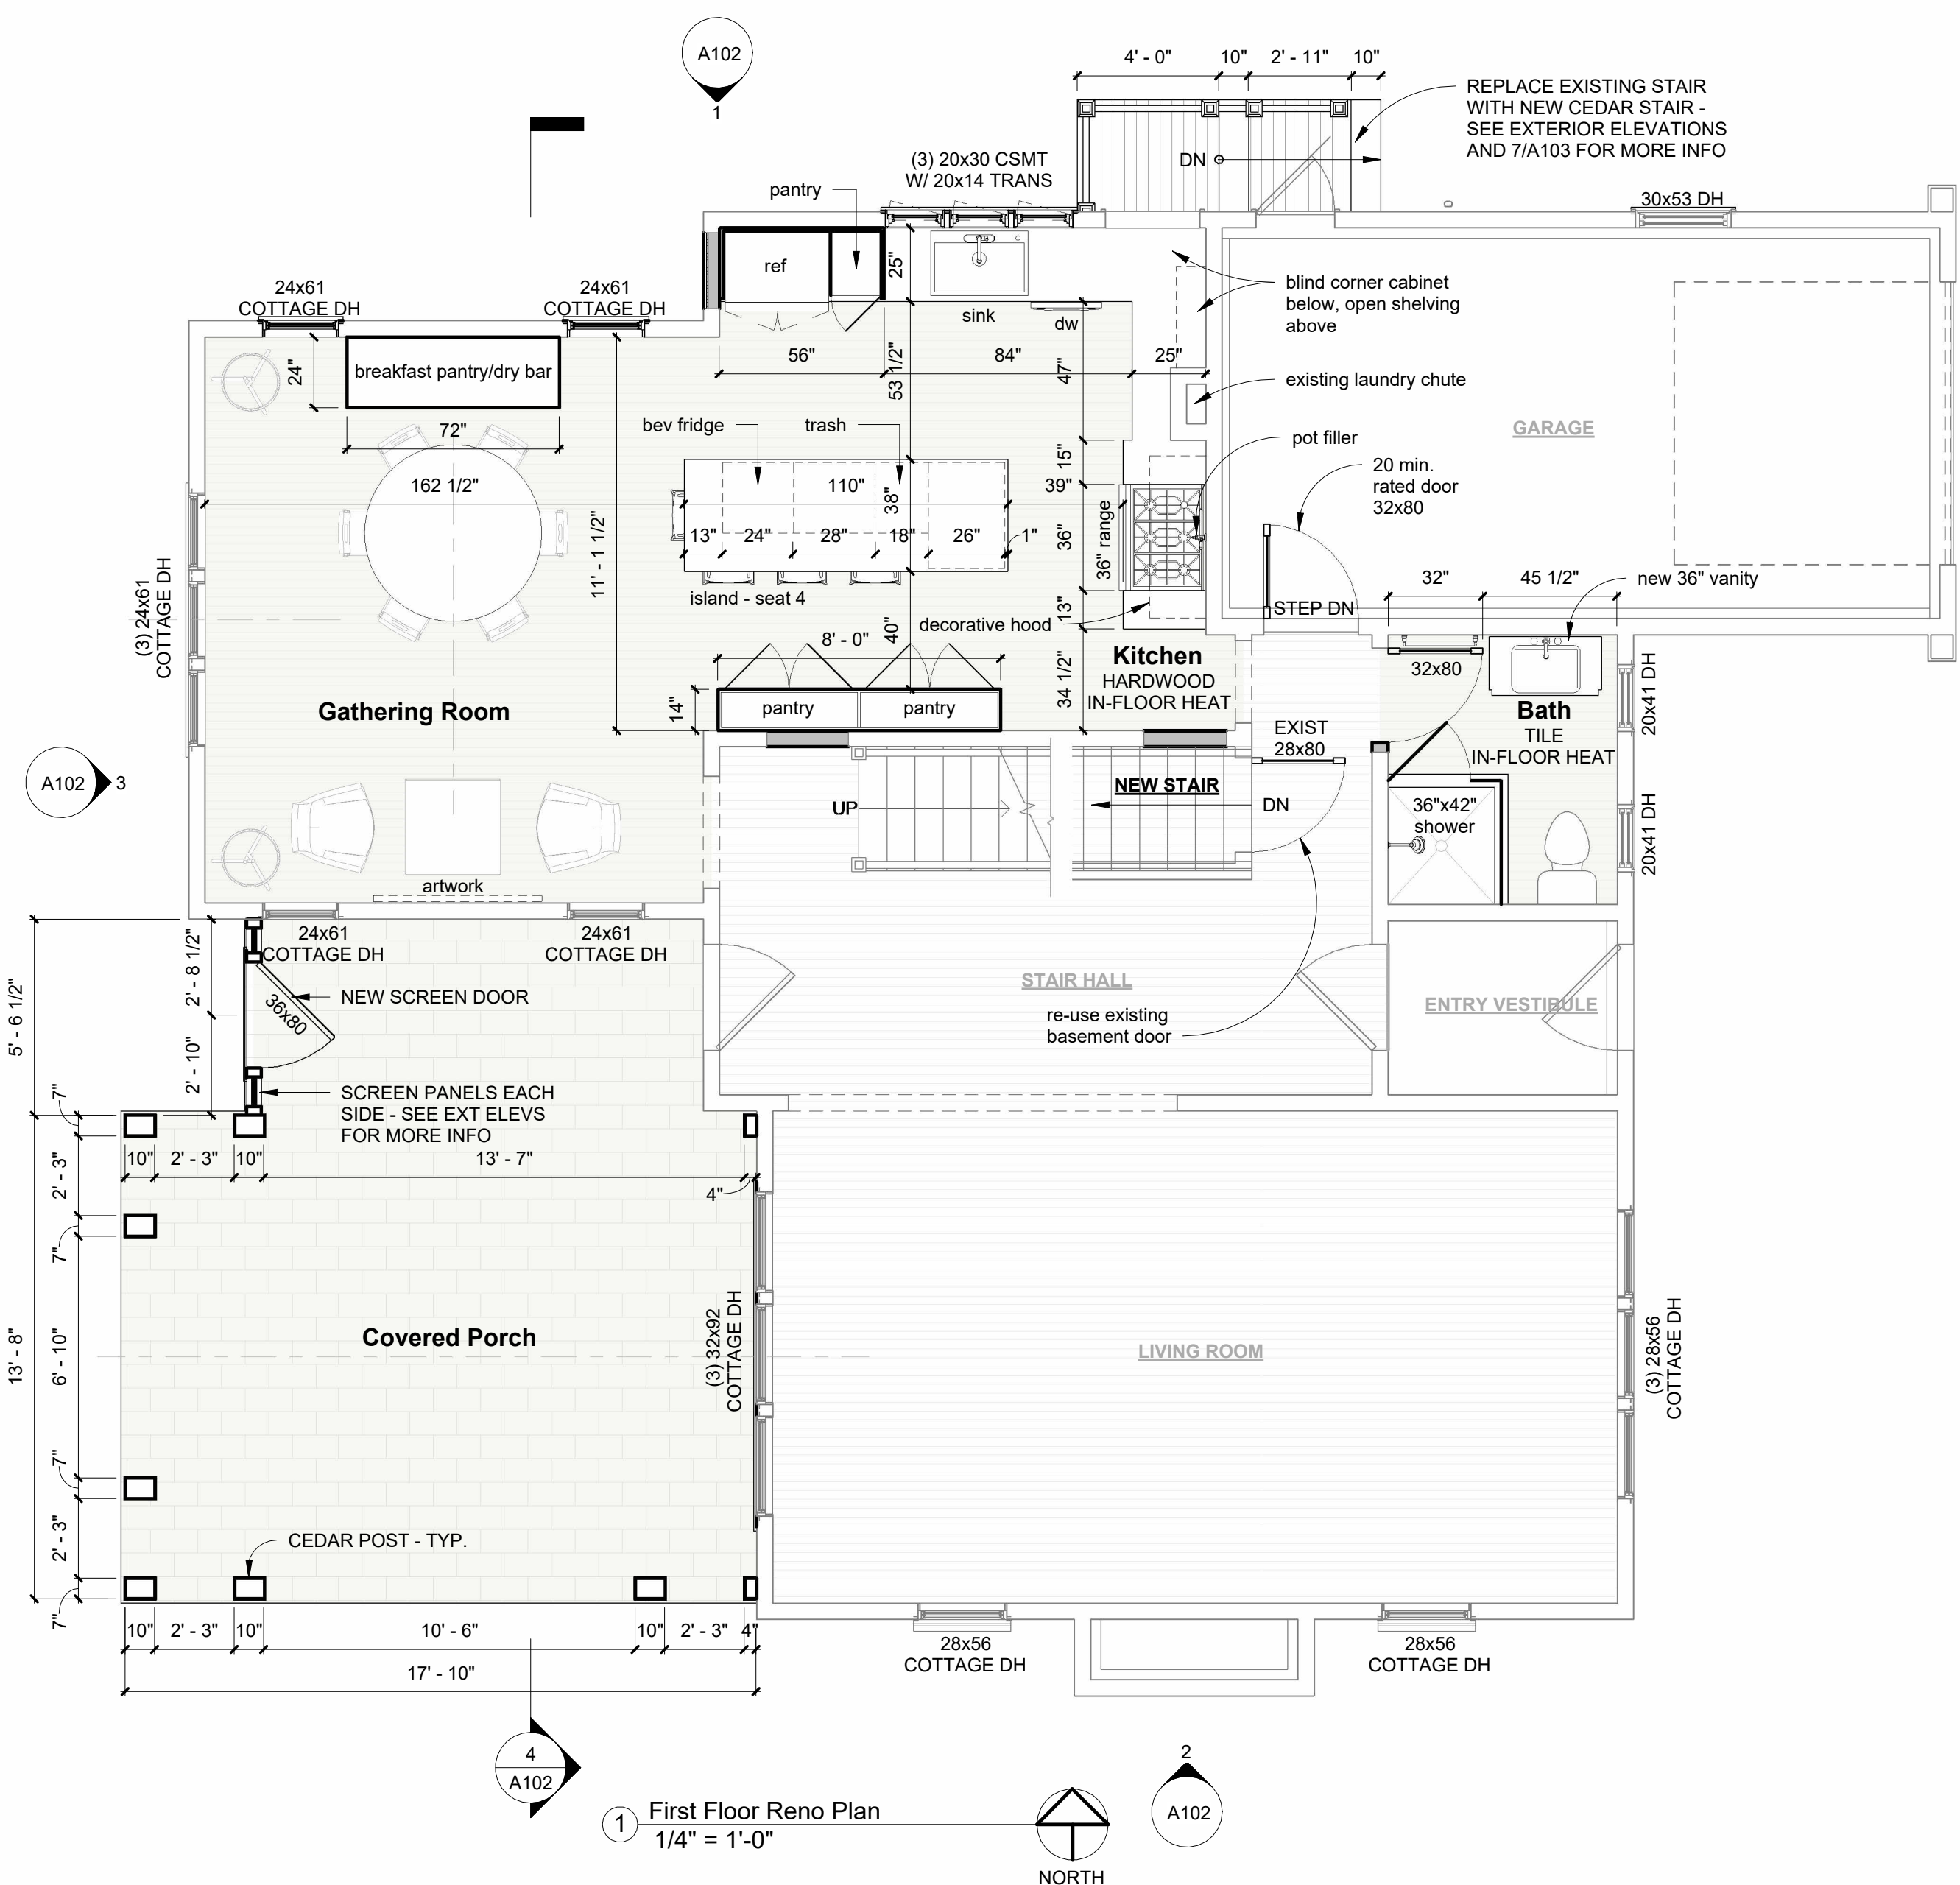 A102
1
4' - 0"
10"
2' - 11"
10"
REPLACE EXISTING STAIR
WITH NEW CEDAR STAIR -
SEE EXTERIOR ELEVATIONS
AND 7/A103 FOR MORE INFO
DN
(3) 20x30 CSMT
W/ 20x14 TRANS
pantry
30x53 DH
ref
25"
sink
dw
blind corner cabinet
below, open shelving
above
24x61
COTTAGE DH
24x61
COTTAGE DH
56"
53 1/2"
84"
47"
25"
24"
breakfast pantry/dry bar
72"
existing laundry chute
bev fridge
trash
pot filler
GARAGE
20 min.
rated door
32x80
162 1/2"
110"
38"
39"
15"
11' - 1 1/2"
13"
24"
28"
18"
26"
1"
36"
36" range
(3) 24x61
COTTAGE DH
island - seat 4
decorative hood
13"
STEP DN
32"
45 1/2"
new 36" vanity
8' - 0"
40"
34 1/2"
Kitchen
HARDWOOD
IN-FLOOR HEAT
32x80
20x41 DH
Gathering Room
14"
pantry
pantry
Bath
TILE
IN-FLOOR HEAT
EXIST
28x80
A102
3
UP
NEW STAIR
DN
36"x42"
shower
20x41 DH
artwork
24x61
COTTAGE DH
24x61
COTTAGE DH
2' - 8 1/2"
5' - 6 1/2"
36x80
NEW SCREEN DOOR
2' - 10"
STAIR HALL
re-use existing
basement door
ENTRY VESTIBULE
SCREEN PANELS EACH
SIDE - SEE EXT ELEVS
FOR MORE INFO
7"
10"
2' - 3"
10"
13' - 7"
4"
2' - 3"
7"
13' - 8"
6' - 10"
Covered Porch
(3) 32x92
COTTAGE DH
LIVING ROOM
(3) 28x56
COTTAGE DH
7"
2' - 3"
CEDAR POST - TYP.
7"
10"
2' - 3"
10"
10' - 6"
10"
2' - 3"
4"
17' - 10"
28x56
COTTAGE DH
28x56
COTTAGE DH
4
A102
2
A102
1
First Floor Reno Plan
1/4" = 1'-0"
NORTH